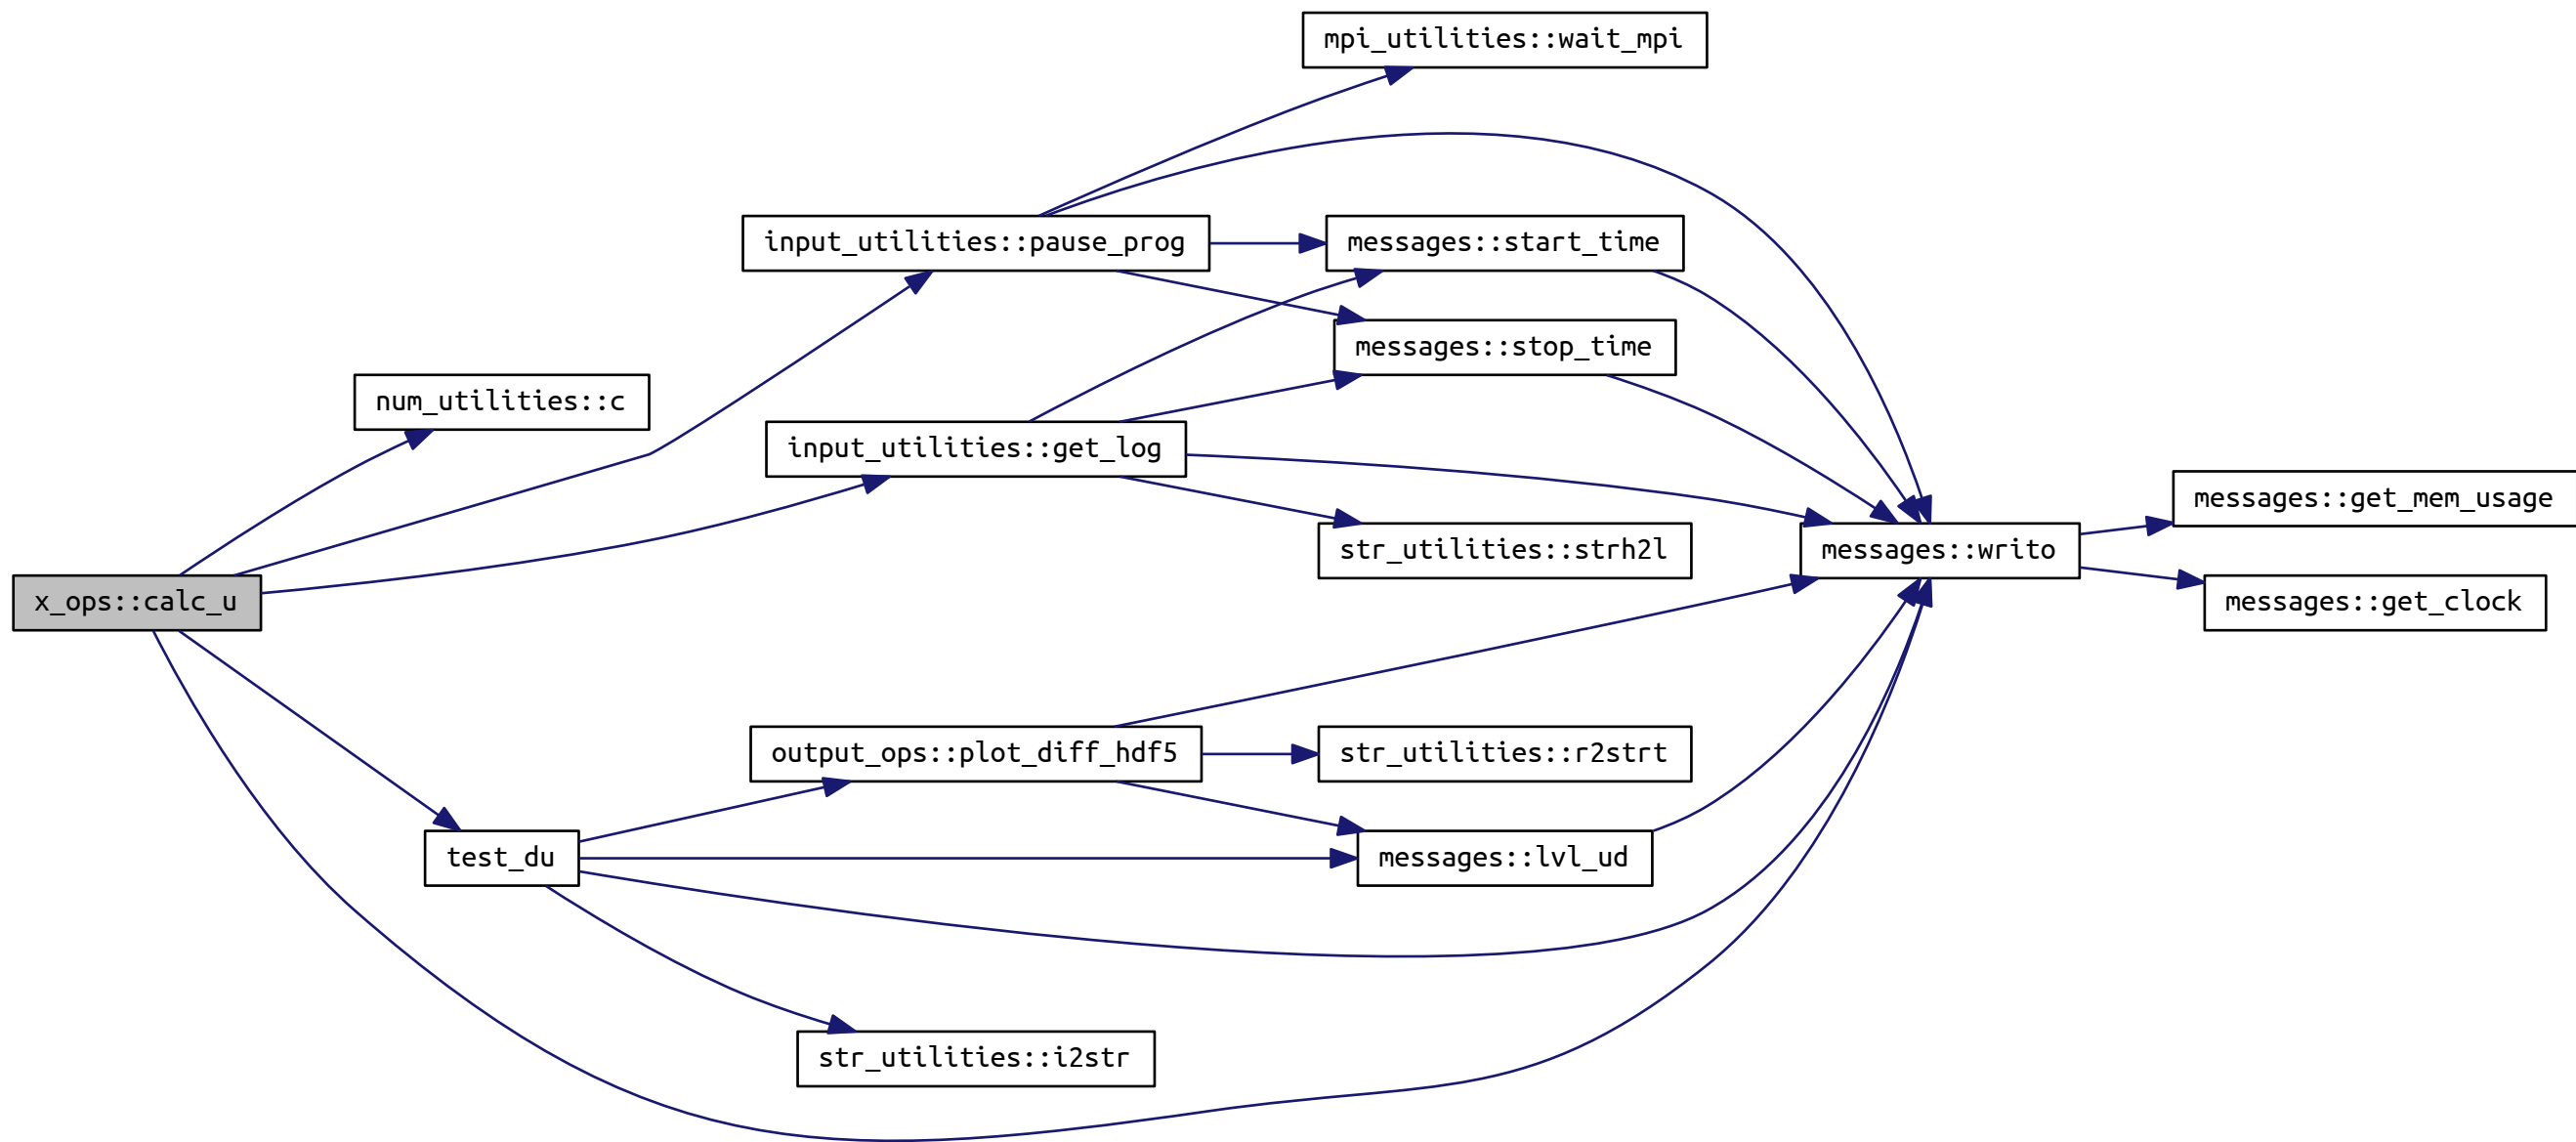 mpi_utilities::wait_mpi
input_utilities::pause_prog
messages::start_time
messages::stop_time
num_utilities::c
input_utilities::get_log
messages::get_mem_usage
str_utilities::strh2l
messages::writo
x_ops::calc_u
messages::get_clock
output_ops::plot_diff_hdf5
str_utilities::r2strt
test_du
messages::lvl_ud
str_utilities::i2str